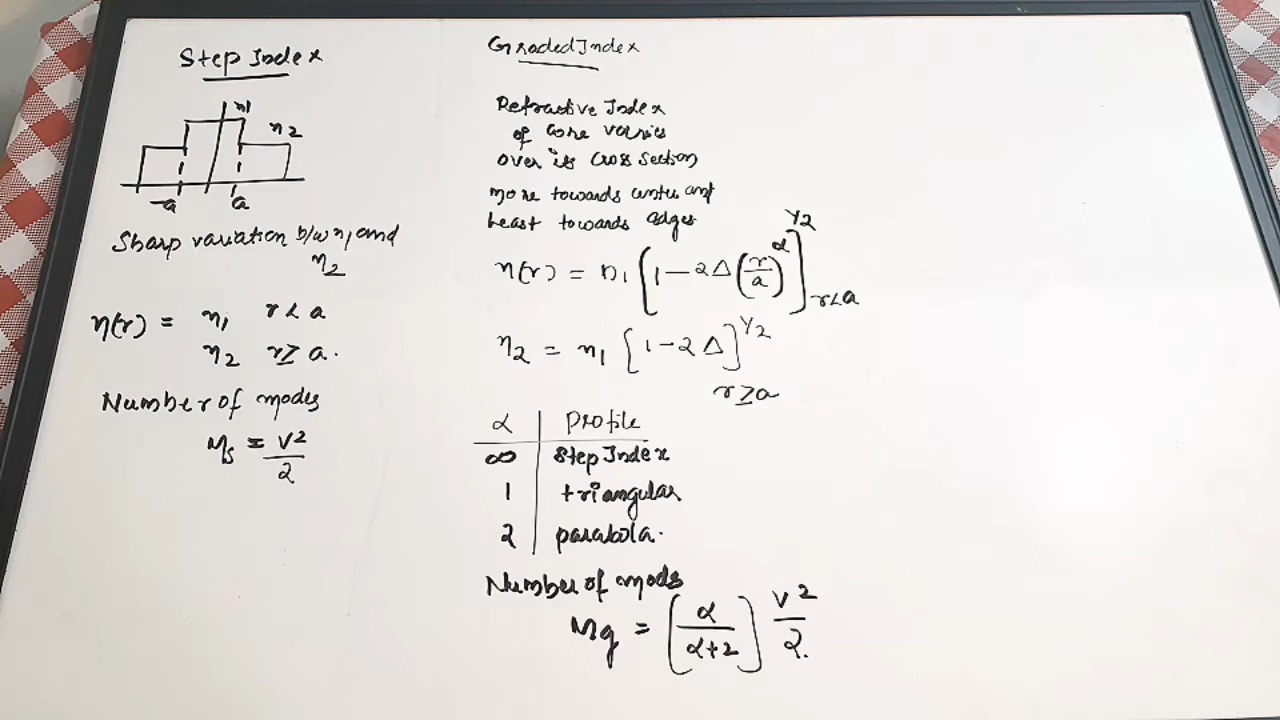 Step Index
n1
n2
-a a
Sharp variation b/w n1 and
n2
n(r) = n1 r < a
n2 r ≥ a.
Number of modes
Ms = V²/2
Graded Index
Refractive Index
of core varies
over its cross section
more towards center and
least towards edges
n(r) = n1 [1 - 2Δ(r/a)^α]^1/2 r<a
n2 = n1 [1 - 2Δ]^1/2
r ≥ a
α | Profile
∞ | Step Index
1 | triangular
2 | parabola.
Number of mods
Mg = [α/(α+2)] V²/2.